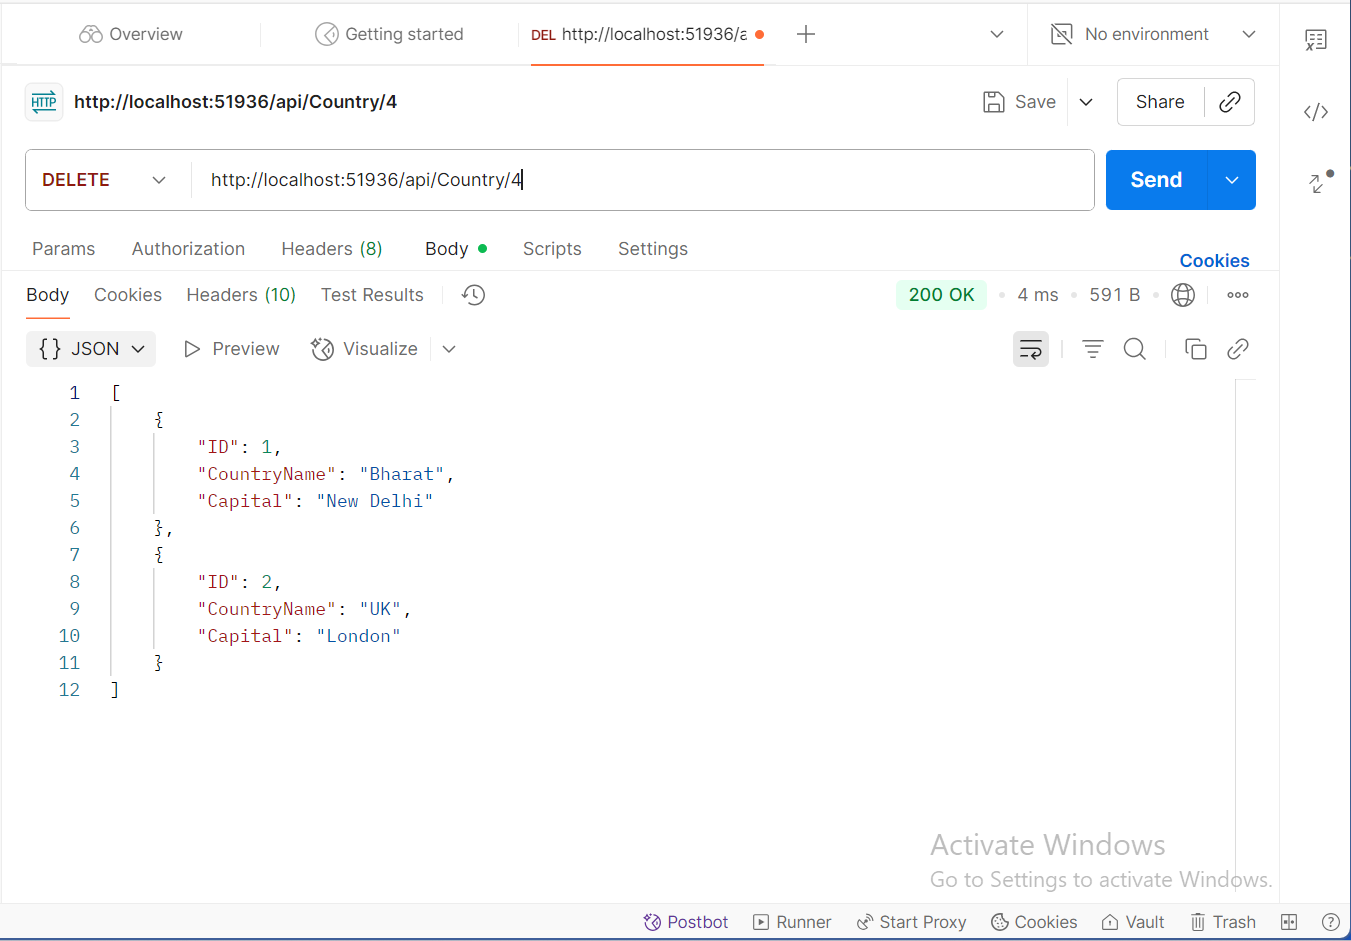 Overview Getting started DEL http://localhost:51936/a No environment
HTTP http://localhost:51936/api/Country/4 Save Share
DELETE http://localhost:51936/api/Country/4 Send
Params Authorization Headers (8) Body Scripts Settings
Cookies
Body Cookies Headers (10) Test Results 200 OK 4 ms 591 B
{} JSON Preview Visualize
1 [
2 {
3 "ID": 1,
4 "CountryName": "Bharat",
5 "Capital": "New Delhi"
6 },
7 {
8 "ID": 2,
9 "CountryName": "UK",
10 "Capital": "London"
11 }
12 ]
Activate Windows
Go to Settings to activate Windows.
Postbot Runner Start Proxy Cookies Vault Trash